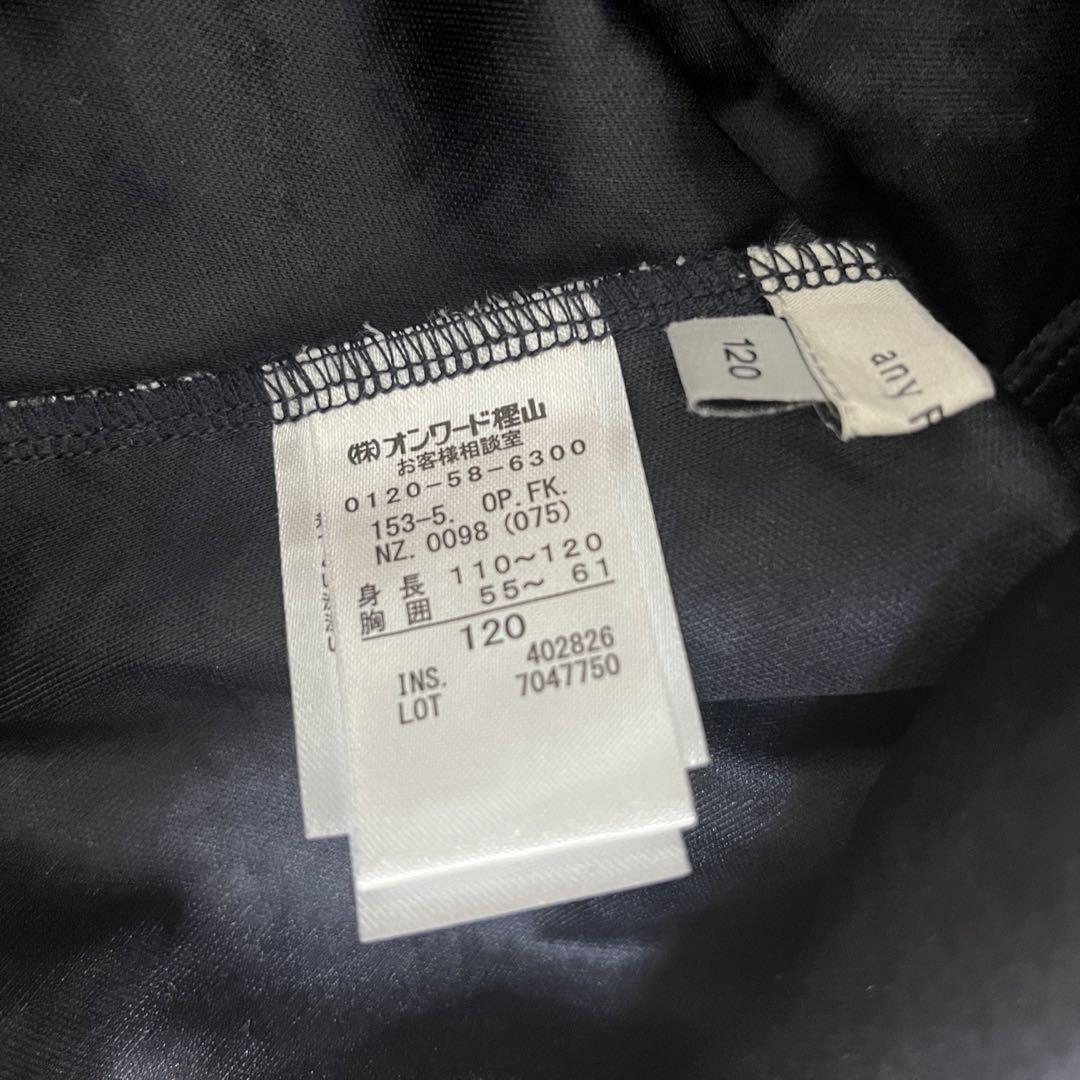 (株)オンワード樫山
お客様相談室
0120-58-6300
153-5. OP.FK.
NZ. 0098 (075)
身長 110〜120
胸囲 55〜 61
120
INS. 402826
LOT 7047750
120
any